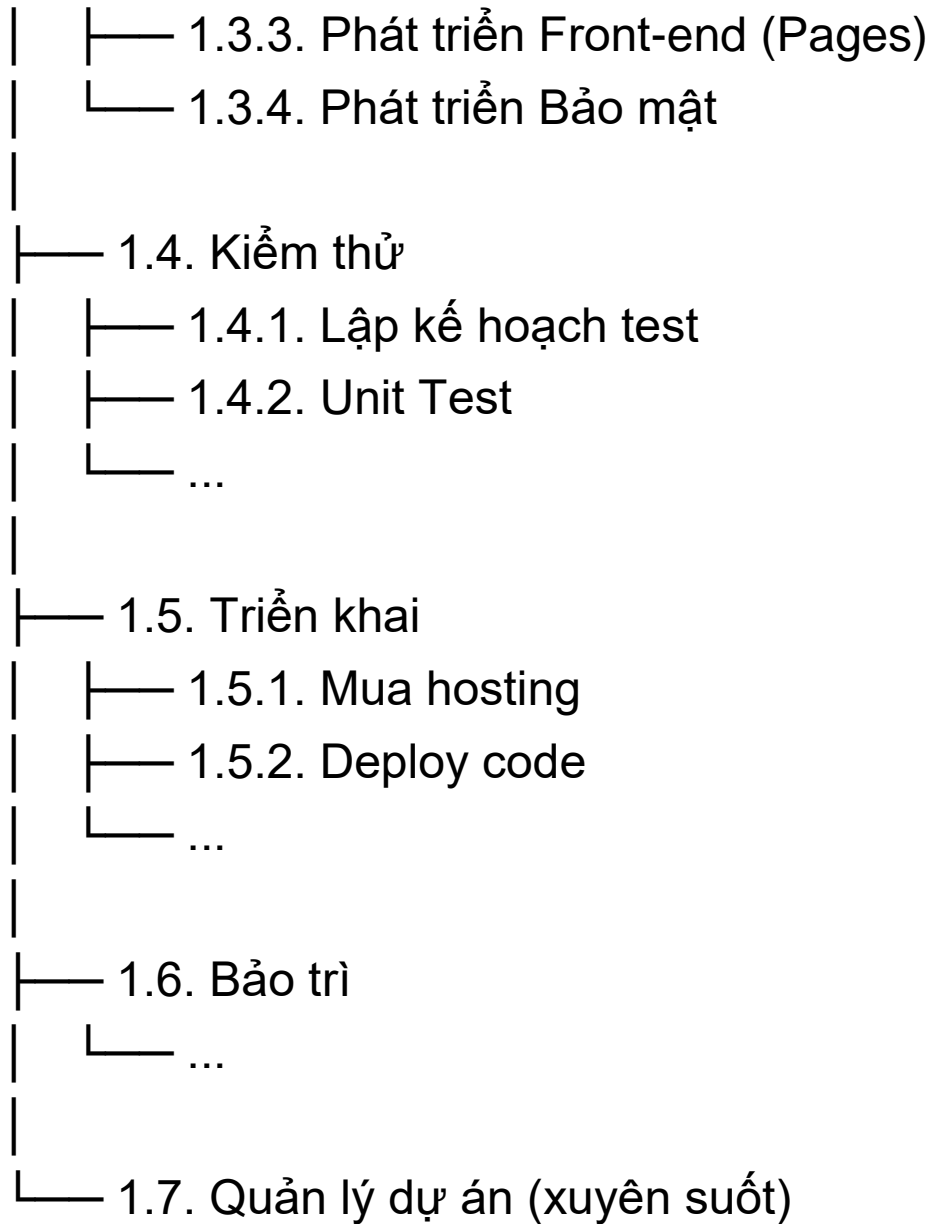 │   ├── 1.3.3. Phát triển Front-end (Pages)
│   └── 1.3.4. Phát triển Bảo mật
│
├── 1.4. Kiểm thử
│   ├── 1.4.1. Lập kế hoạch test
│   ├── 1.4.2. Unit Test
│   └── ...
│
├── 1.5. Triển khai
│   ├── 1.5.1. Mua hosting
│   ├── 1.5.2. Deploy code
│   └── ...
│
├── 1.6. Bảo trì
│   └── ...
│
└── 1.7. Quản lý dự án (xuyên suốt)